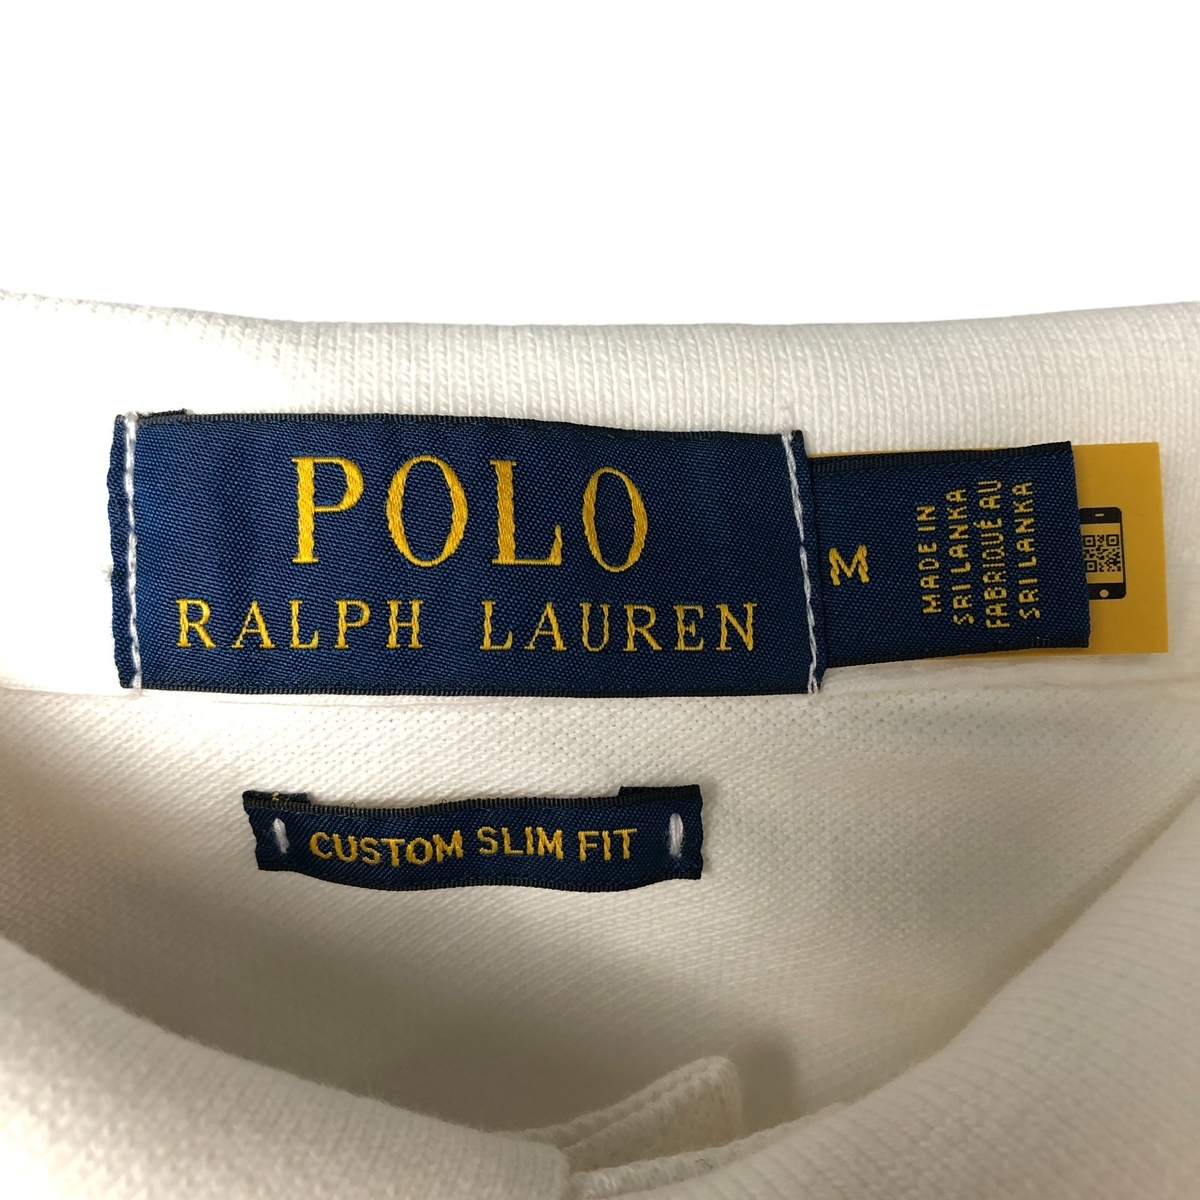 POLO
RALPH LAUREN
M
MADE IN
SRI LANKA
FABRIQUÉ AU
SRI LANKA
CUSTOM SLIM FIT